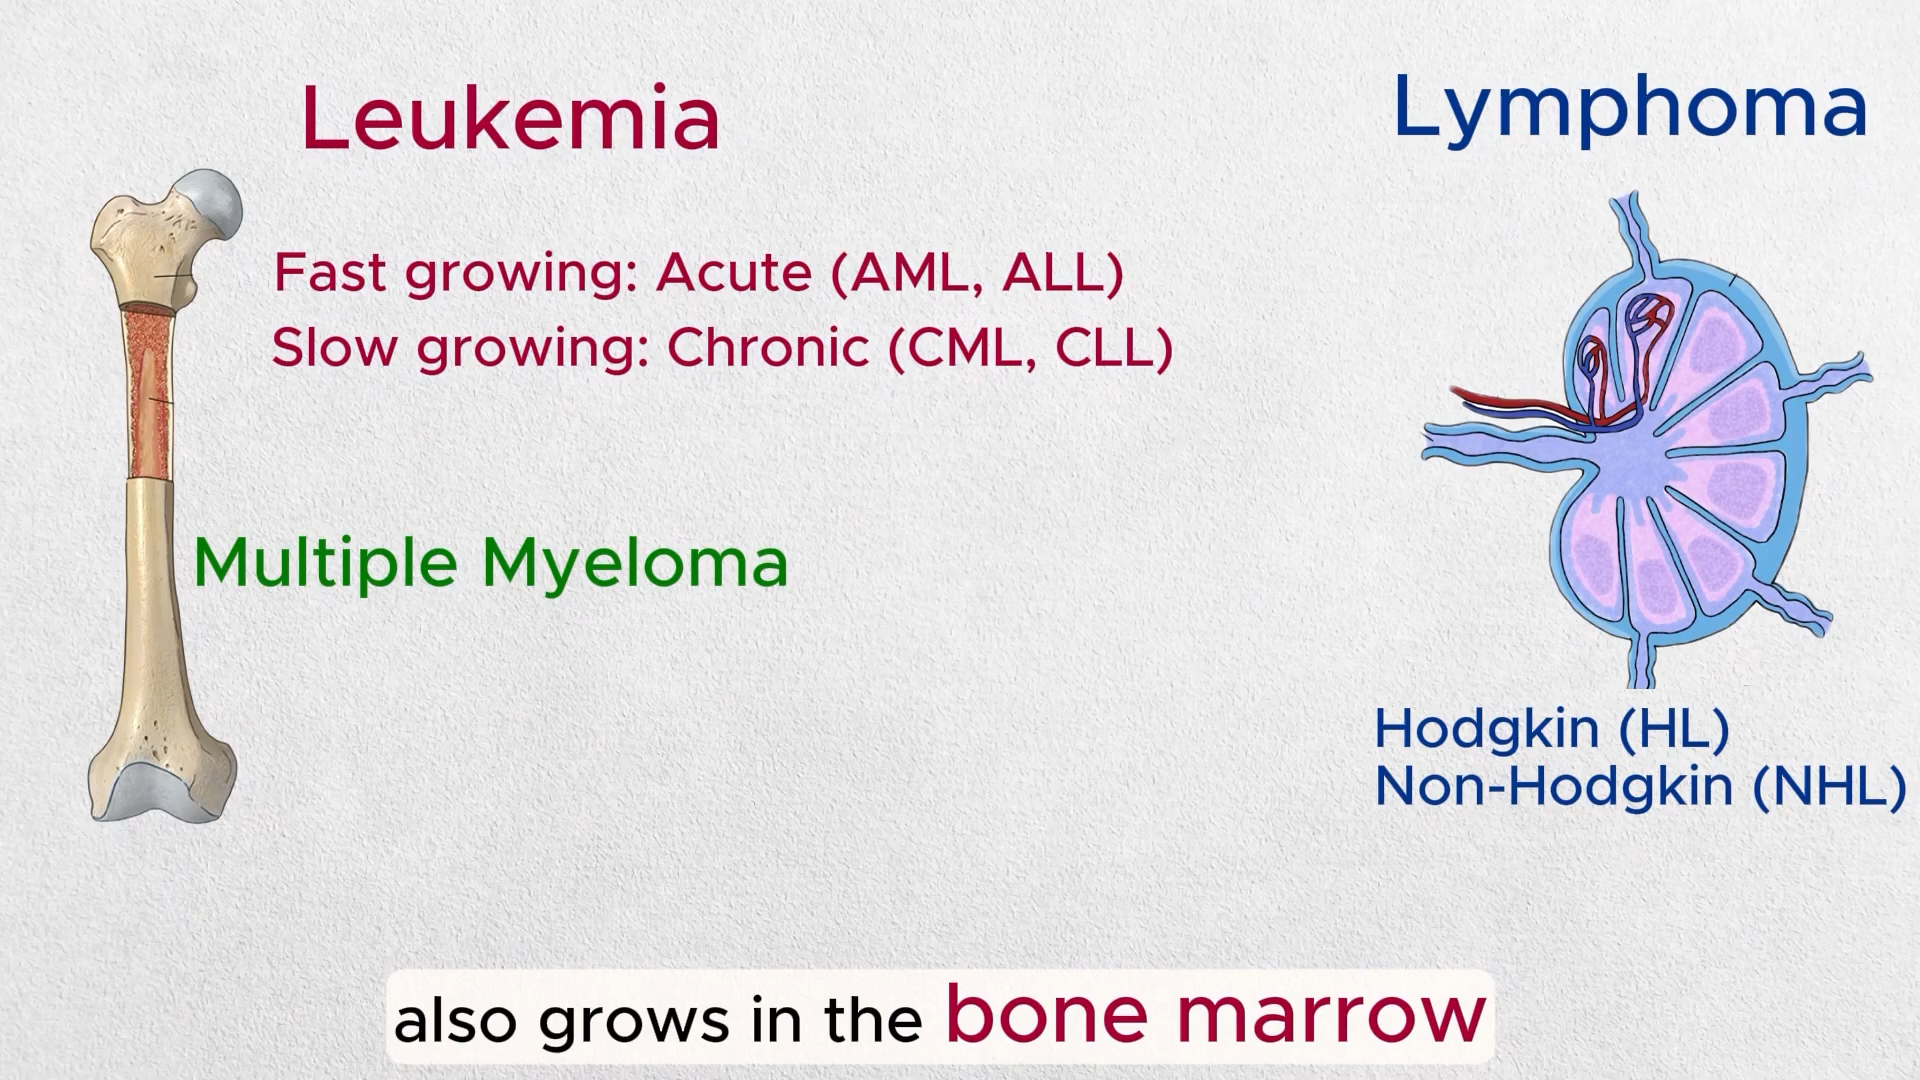 Leukemia
Lymphoma
Fast growing: Acute (AML, ALL)
Slow growing: Chronic (CML, CLL)
Multiple Myeloma
Hodgkin (HL)
Non-Hodgkin (NHL)
also grows in the bone marrow